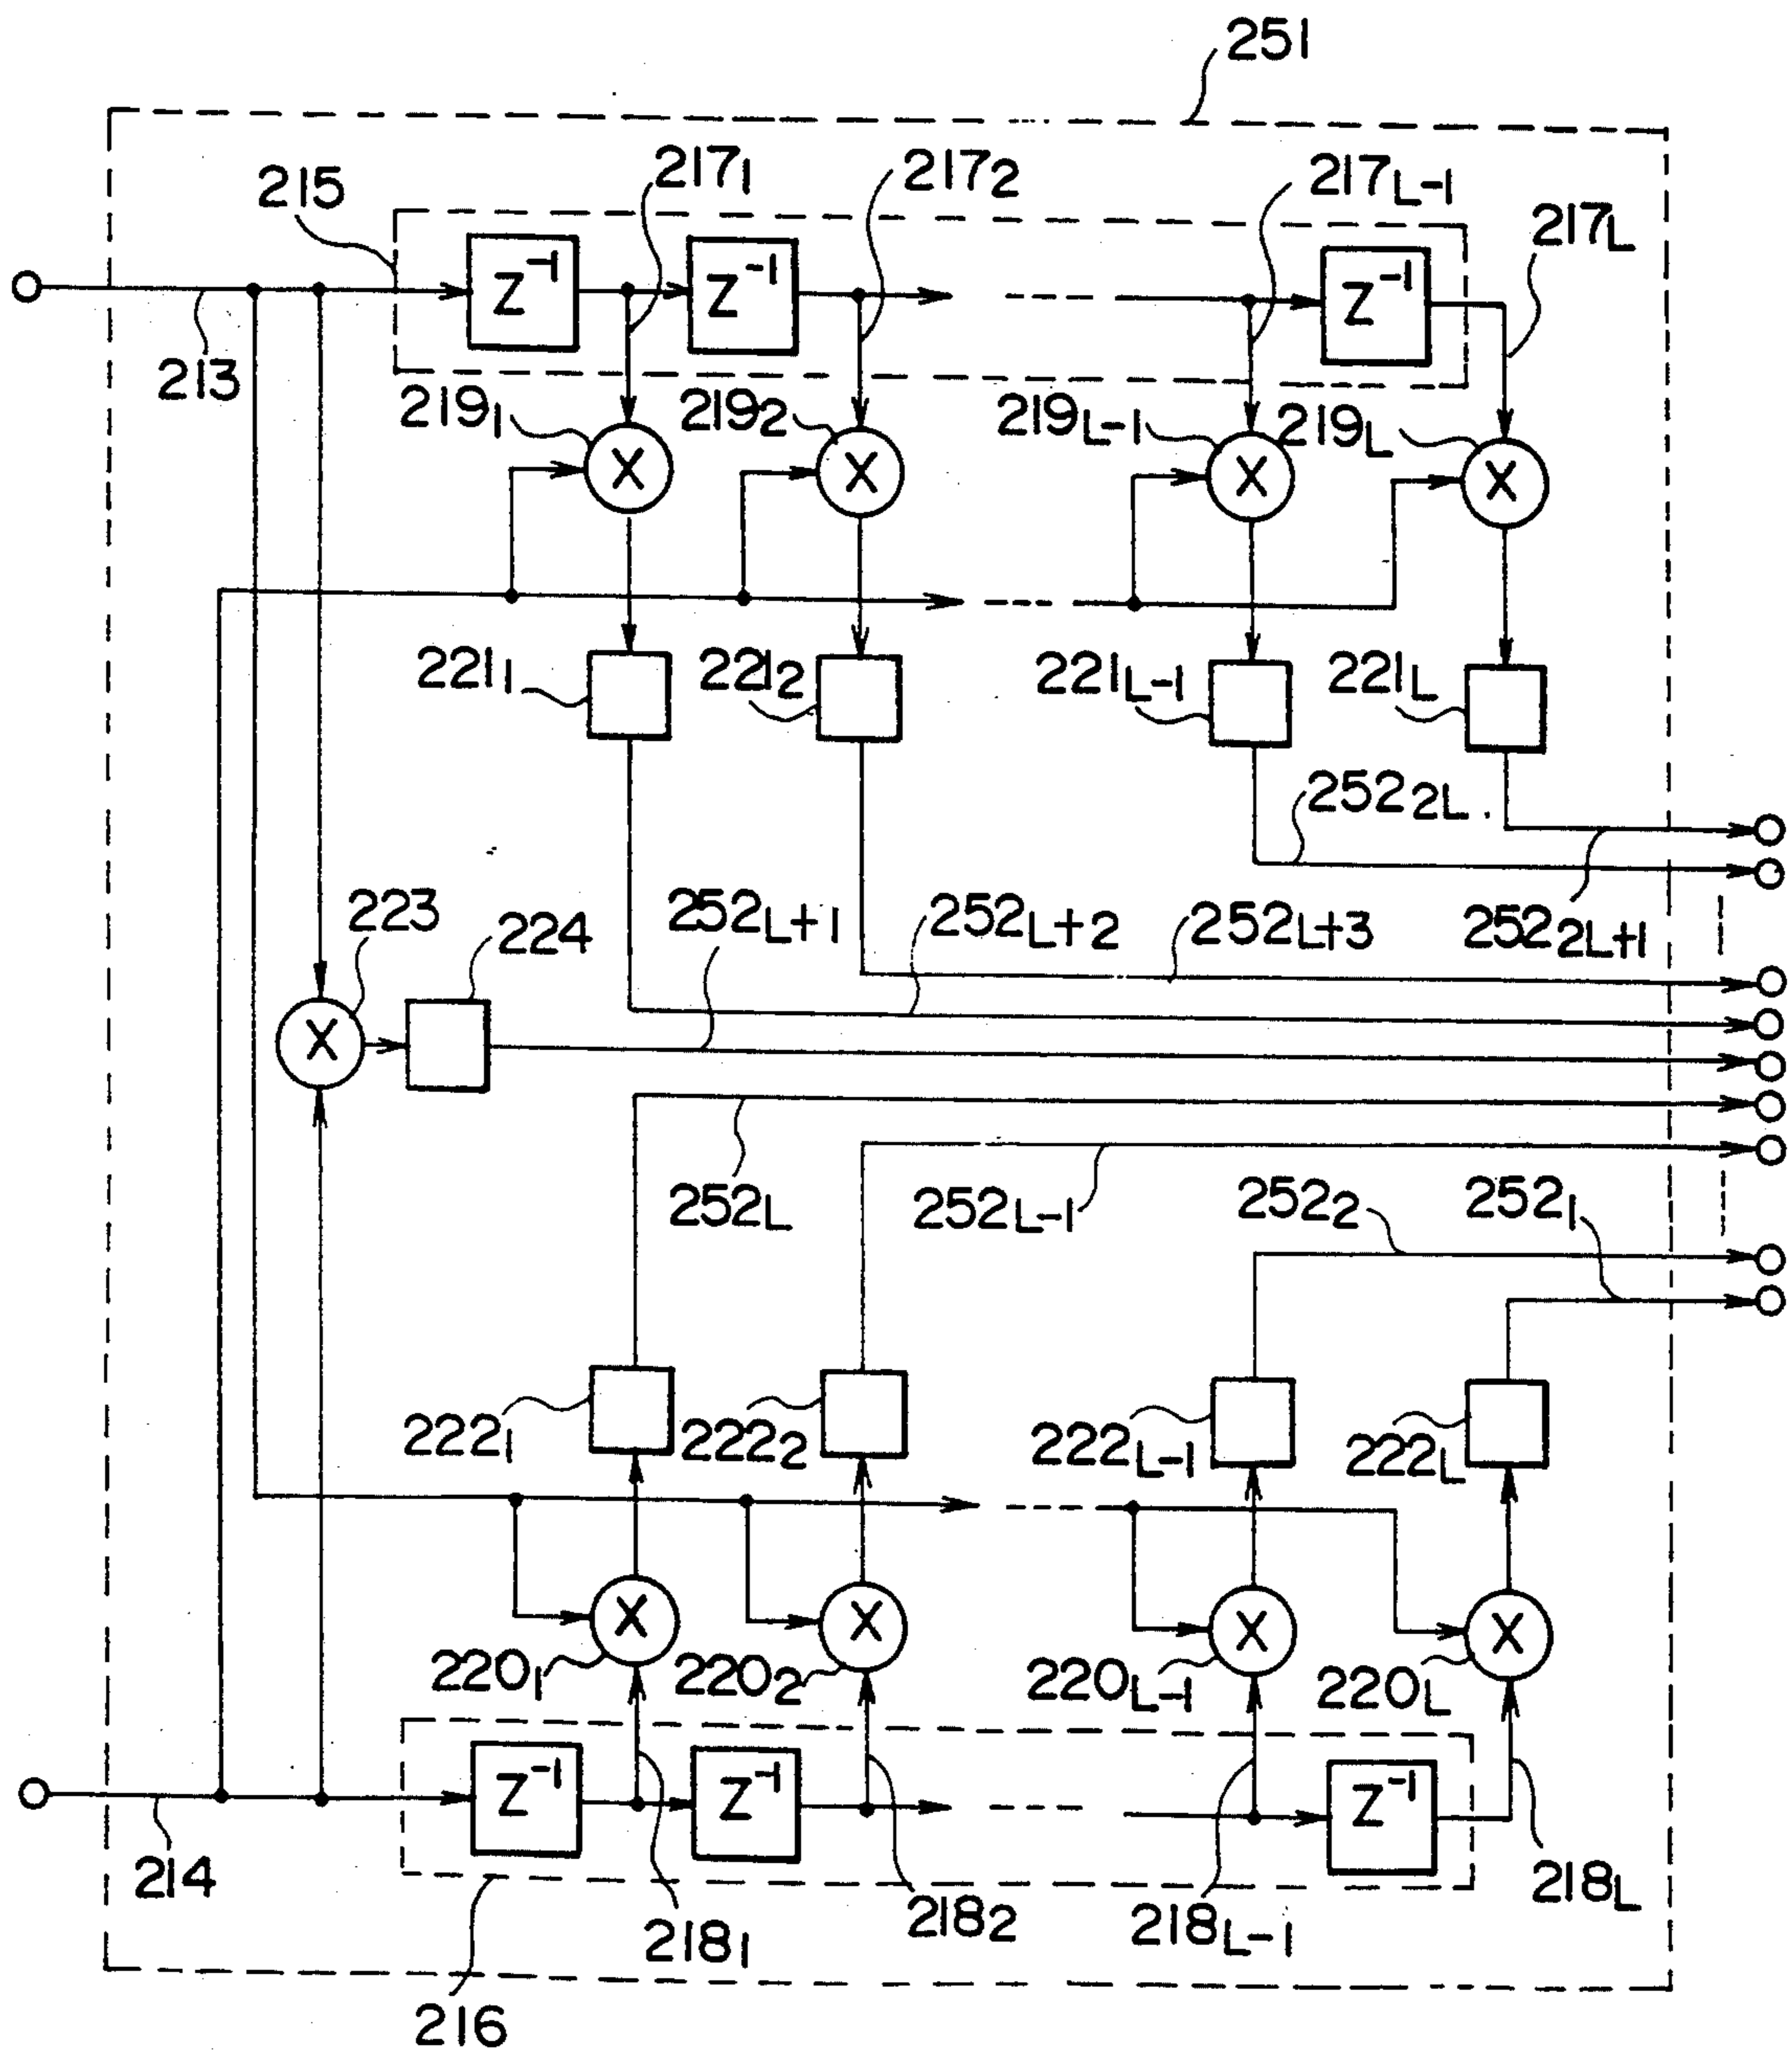 251
215 217₁ 217₂ 217L-1 217L
Z⁻¹ Z⁻¹ Z⁻¹
213
219₁ 219₂ 219L-1 219L
X X X X
221₁ 221₂ 221L-1 221L
252₂L
223 224 252L+1 252L+2 252L+3 252₂L+1
X
252L 252L-1 252₂ 252₁
222₁ 222₂ 222L-1 222L
X X X X
220₁ 220₂ 220L-1 220L
Z⁻¹ Z⁻¹ Z⁻¹
214 218₁ 218₂ 218L-1 218L
216